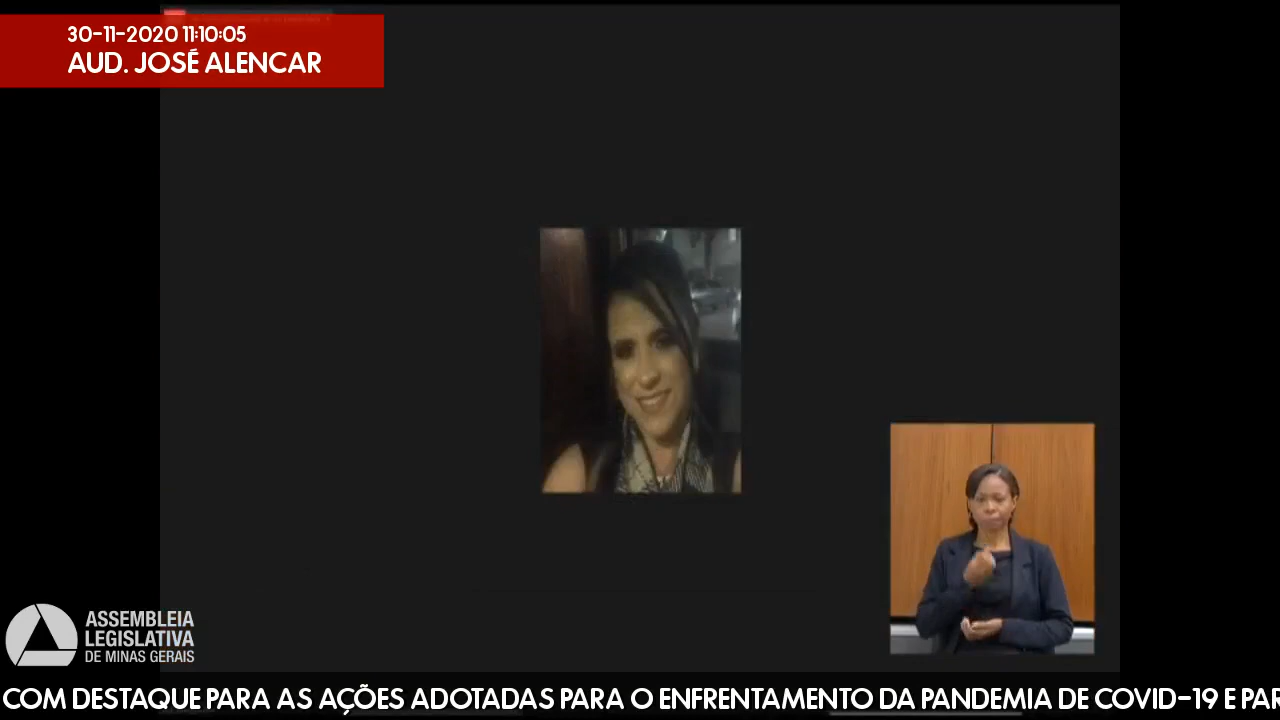 30-11-2020 11:10:05
AUD. JOSÉ ALENCAR
ASSEMBLEIA
LEGISLATIVA
DE MINAS GERAIS
COM DESTAQUE PARA AS AÇÕES ADOTADAS PARA O ENFRENTAMENTO DA PANDEMIA DE COVID-19 E PAR